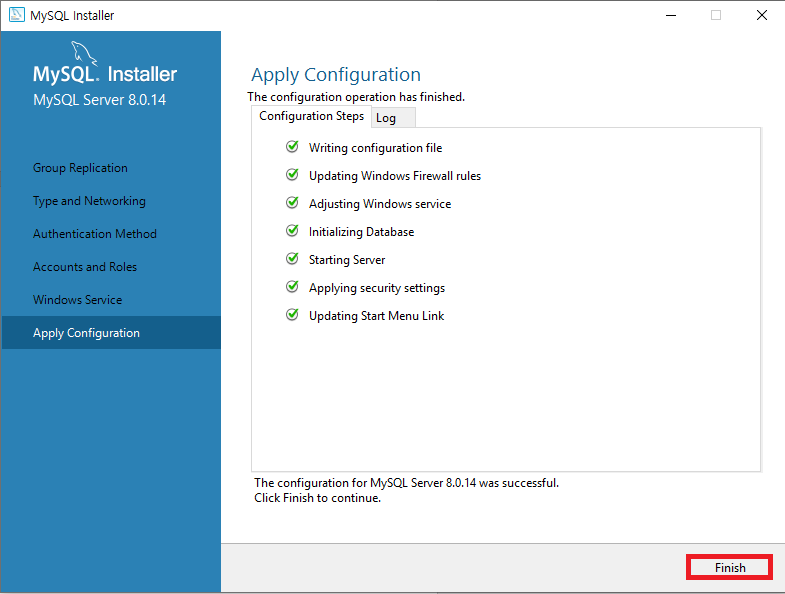 MySQL Installer
MySQL. Installer
MySQL Server 8.0.14
Group Replication
Type and Networking
Authentication Method
Accounts and Roles
Windows Service
Apply Configuration
Apply Configuration
The configuration operation has finished.
Configuration Steps Log
Writing configuration file
Updating Windows Firewall rules
Adjusting Windows service
Initializing Database
Starting Server
Applying security settings
Updating Start Menu Link
The configuration for MySQL Server 8.0.14 was successful.
Click Finish to continue.
Finish